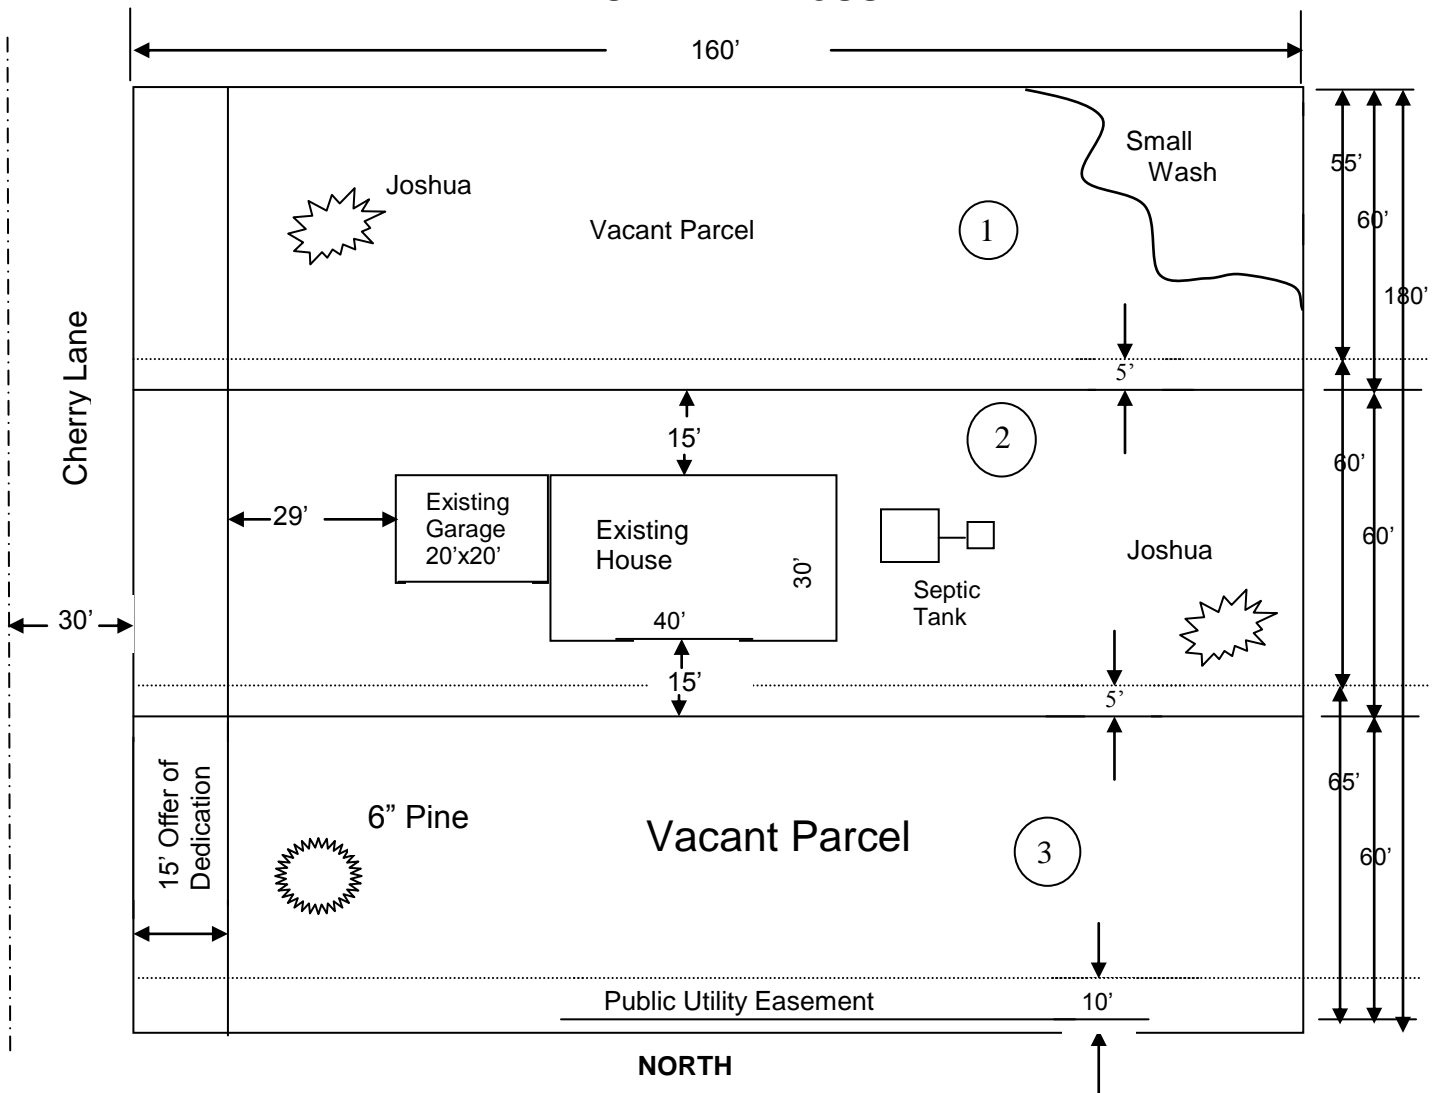 160’
Small
Wash
55’
Joshua
60’
Vacant Parcel
1
180’
Cherry Lane
5’
15’
2
60’
29’
Existing
Garage
20’x20’
Existing
House
30’
60’
Joshua
Septic
Tank
30’
40’
15’
5’
15’ Offer of
Dedication
65’
6” Pine
Vacant Parcel
3
60’
Public Utility Easement
10’
NORTH